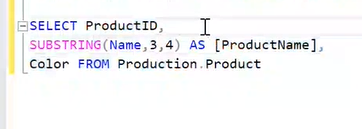 SELECT ProductID,
SUBSTRING(Name,3,4) AS [ProductName],
Color FROM Production.Product